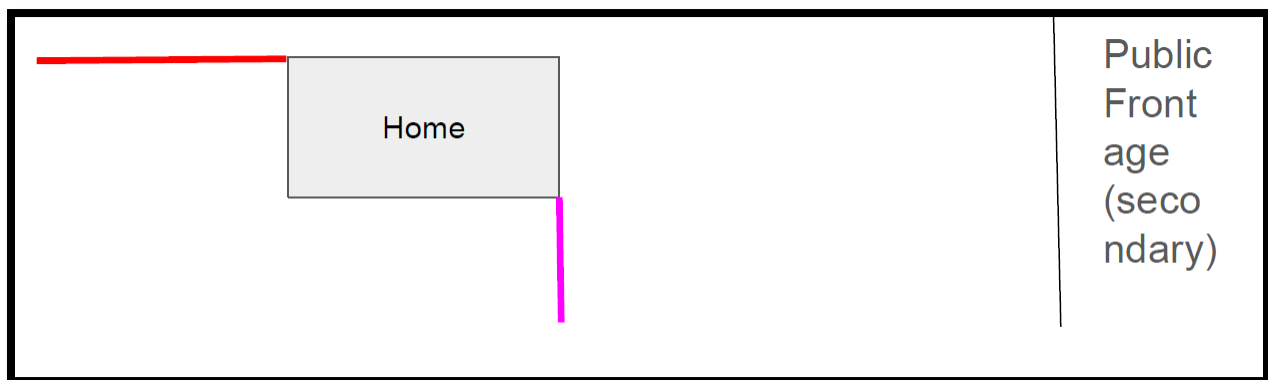 Home
Public
Front
age
(seco
ndary)